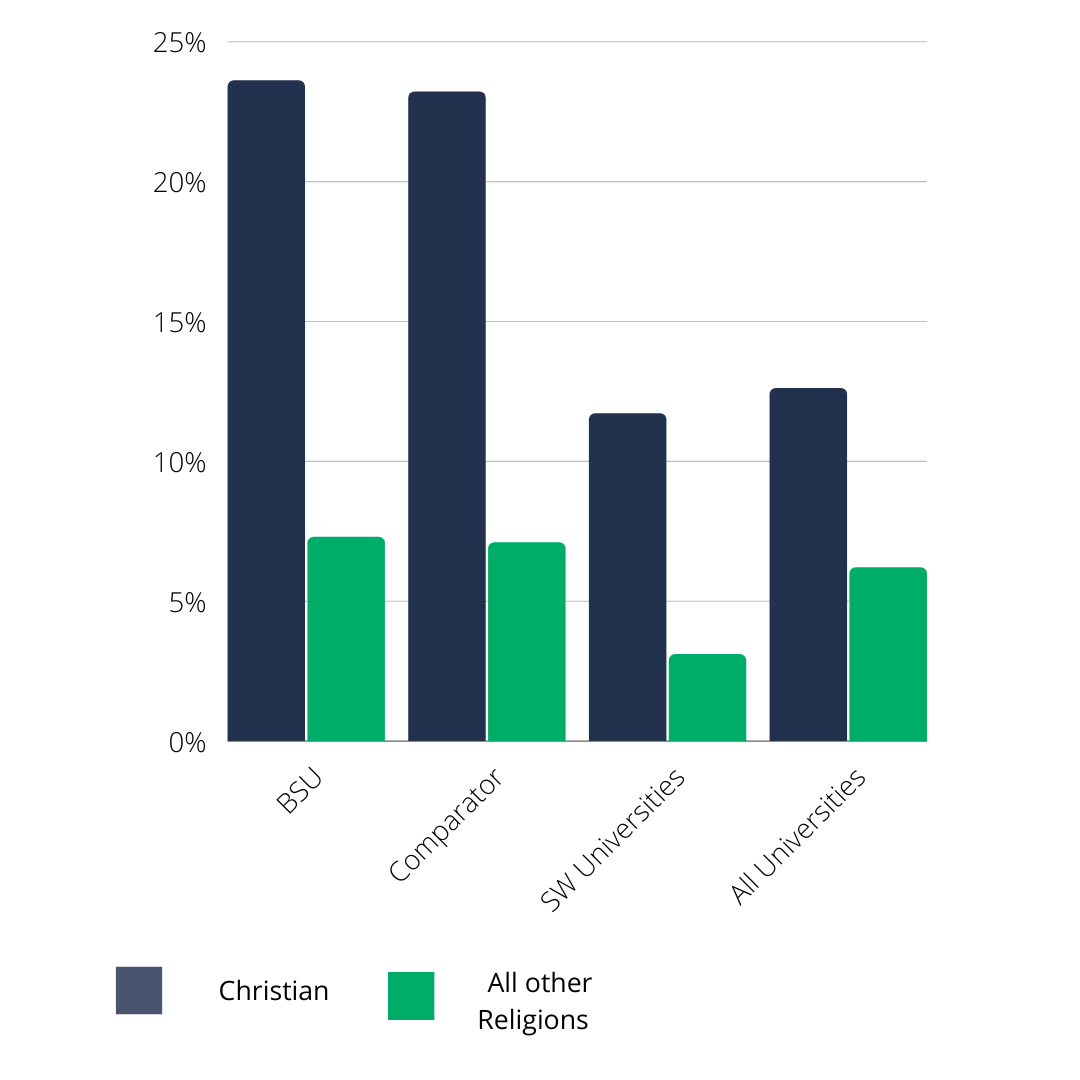 25%
20%
15%
10%
5%
0%
BSU
Comparator
SW Universities
All Universities
Christian
All other
Religions